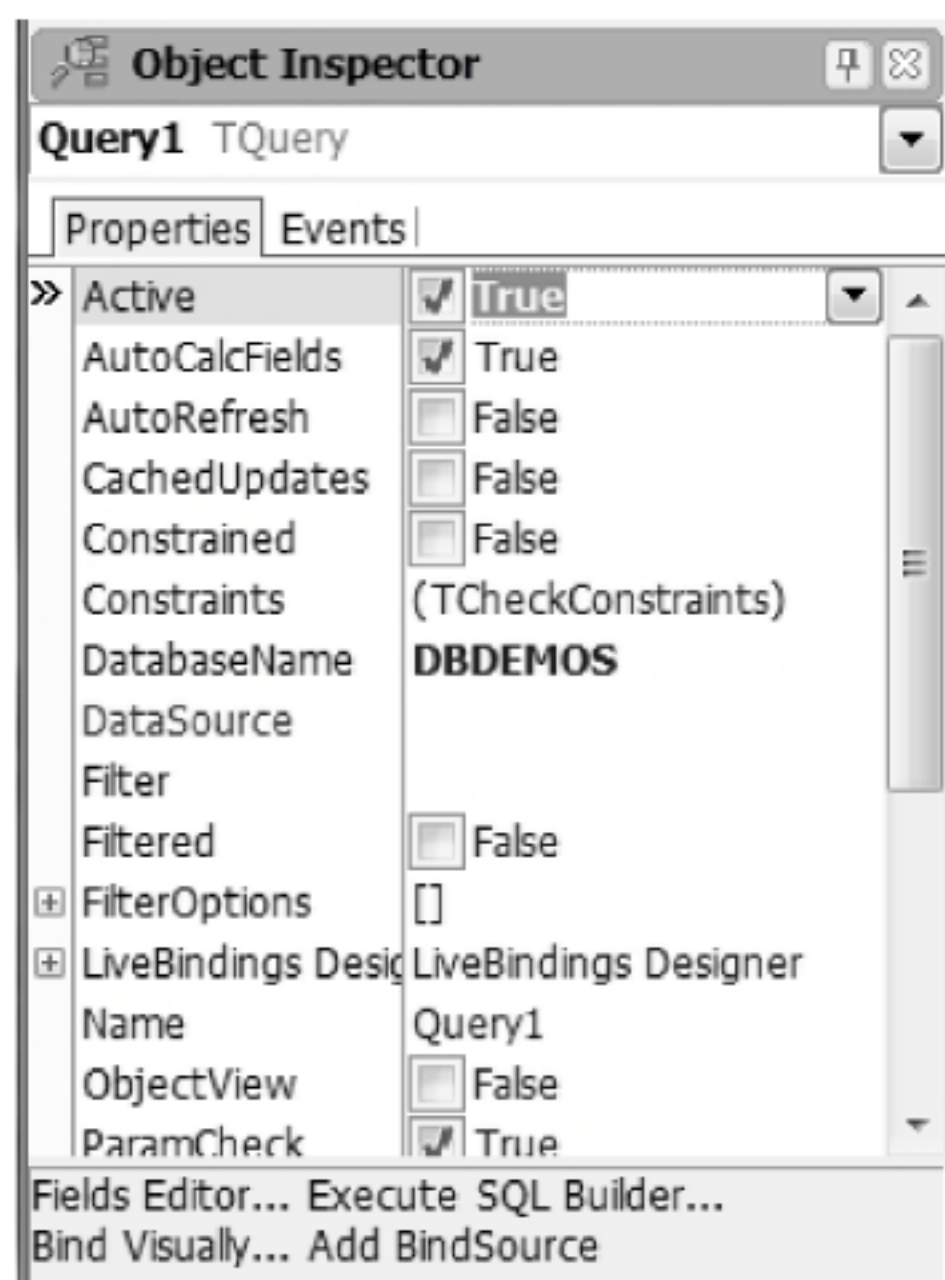 Object Inspector
Query1 TQuery
Properties Events
Active True
AutoCalcFields True
AutoRefresh False
CachedUpdates False
Constrained False
Constraints (TCheckConstraints)
DatabaseName DBDEMOS
DataSource
Filter
Filtered False
FilterOptions []
LiveBindings Desig LiveBindings Designer
Name Query1
ObjectView False
ParamCheck True
Fields Editor... Execute SQL Builder...
Bind Visually... Add BindSource